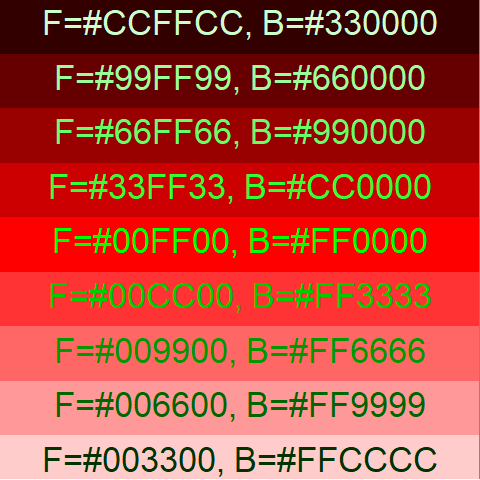 F=#CCFFCC, B=#330000
F=#99FF99, B=#660000
F=#66FF66, B=#990000
F=#33FF33, B=#CC0000
F=#00FF00, B=#FF0000
F=#00CC00, B=#FF3333
F=#009900, B=#FF6666
F=#006600, B=#FF9999
F=#003300, B=#FFCCCC